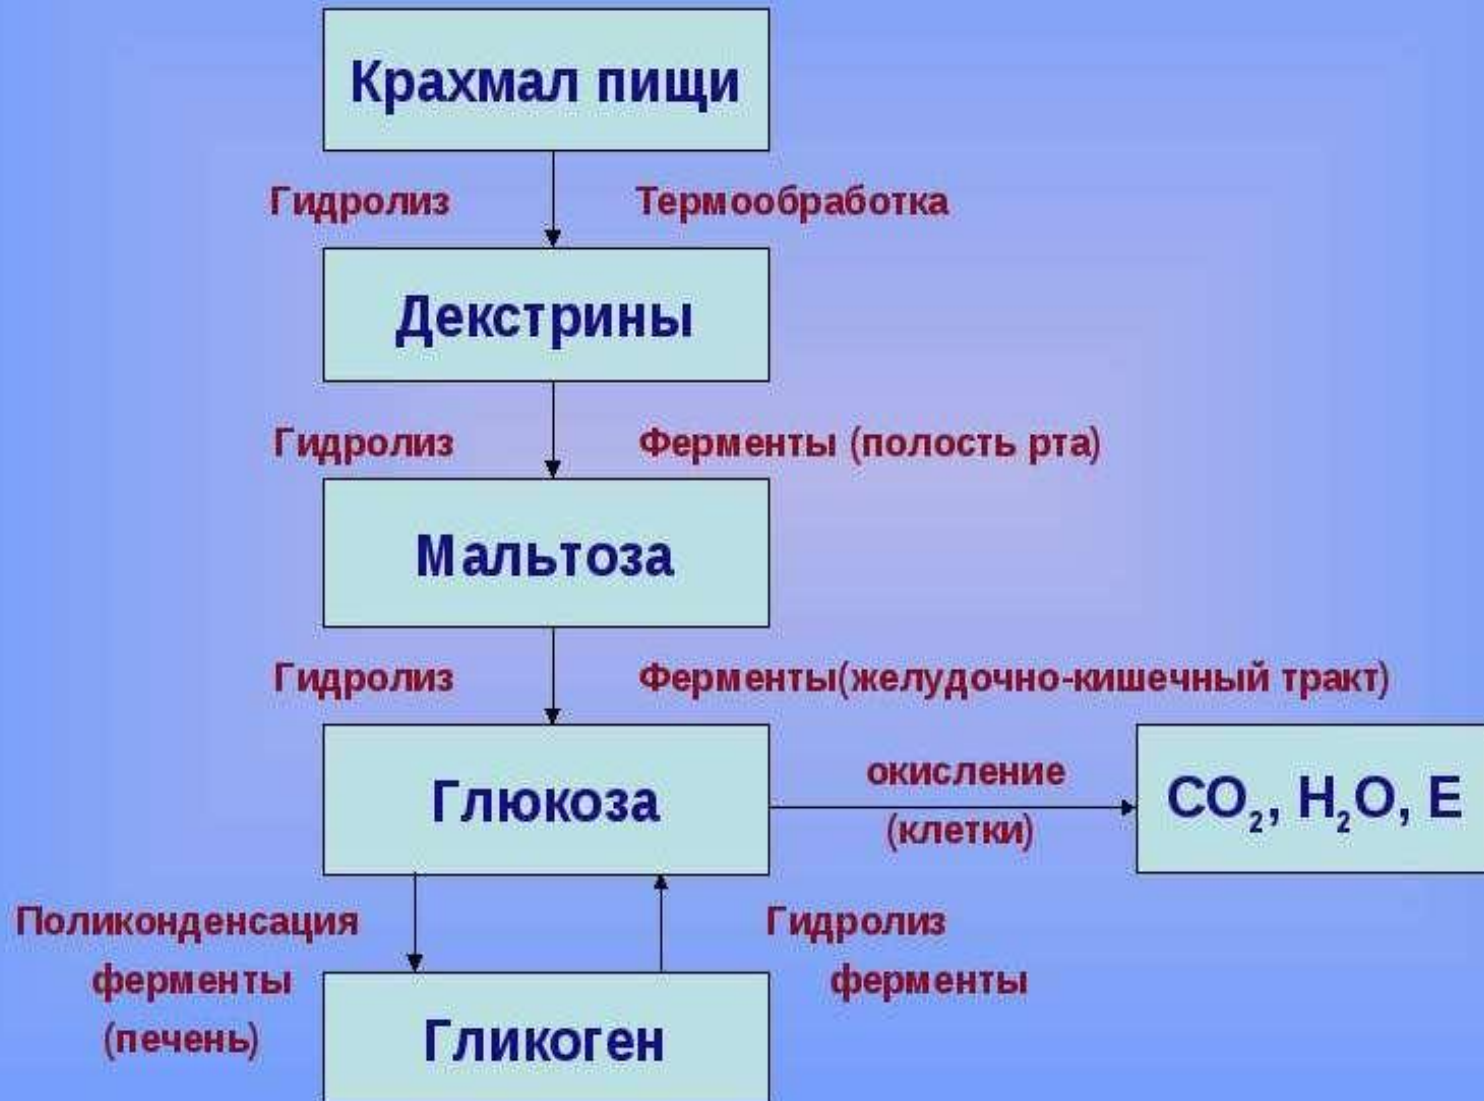 Крахмал пищи
Гидролиз Термообработка
Декстрины
Гидролиз Ферменты (полость рта)
Мальтоза
Гидролиз Ферменты(желудочно-кишечный тракт)
Глюкоза
окисление
(клетки)
CO₂, H₂O, E
Поликонденсация
ферменты
(печень)
Гидролиз
ферменты
Гликоген